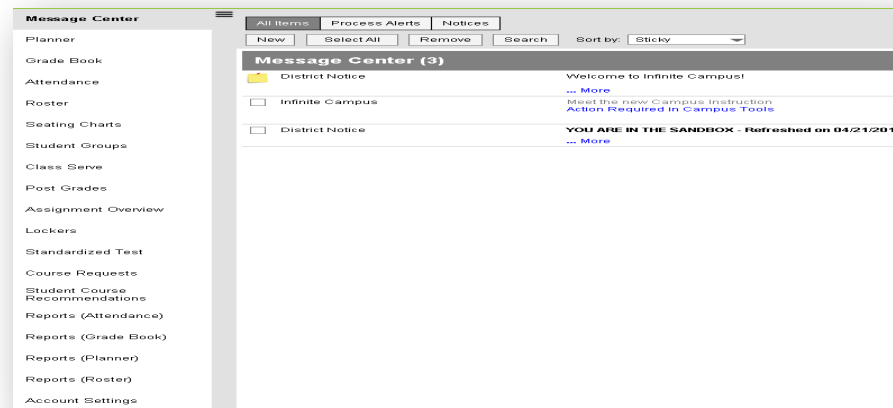 Message Center
Planner
Grade Book
Attendance
Roster
Seating Charts
Student Groups
Class Serve
Post Grades
Assignment Overview
Lockers
Standardized Test
Course Requests
Student Course
Recommendations
Reports (Attendance)
Reports (Grade Book)
Reports (Planner)
Reports (Roster)
Account Settings
All Items Process Alerts Notices
New Select All Remove Search Sort by: Sticky
Message Center (3)
District Notice Welcome to Infinite Campus!
... More
Infinite Campus Meet the new Campus Instruction
Action Required in Campus Tools
District Notice YOU ARE IN THE SANDBOX - Refreshed on 04/21/201
... More